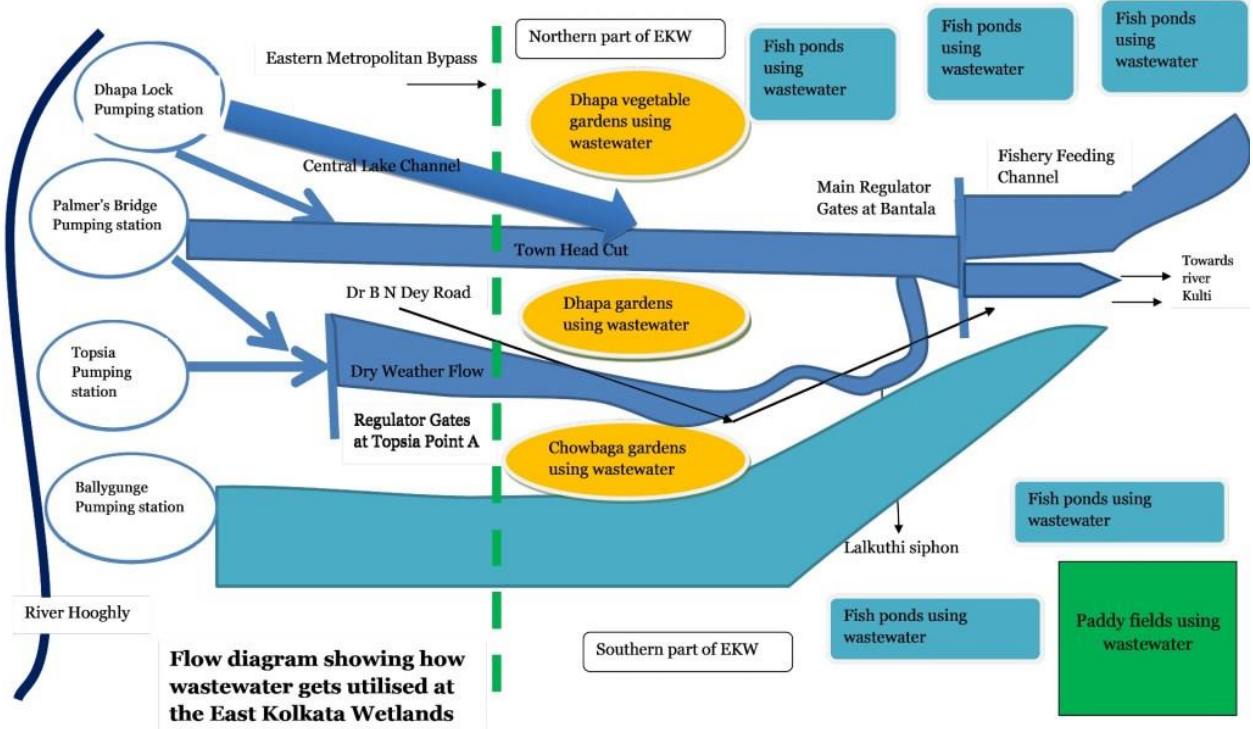 Northern part of EKW
Eastern Metropolitan Bypass
Fish ponds
using
wastewater
Fish ponds
using
wastewater
Fish ponds
using
wastewater
Dhapa Lock
Pumping station
Dhapa vegetable
gardens using
wastewater
Central Lake Channel
Main Regulator
Gates at Bantala
Fishery Feeding
Channel
Palmer's Bridge
Pumping station
Town Head Cut
Dr B N Dey Road
Dhapa gardens
using wastewater
Towards
river
Kulti
Topsia
Pumping
station
Dry Weather Flow
Regulator Gates
at Topsia Point A
Chowbaga gardens
using wastewater
Ballygunge
Pumping station
Fish ponds using
wastewater
Lalkuthi siphon
River Hooghly
Fish ponds using
wastewater
Paddy fields using
wastewater
Southern part of EKW
Flow diagram showing how
wastewater gets utilised at
the East Kolkata Wetlands